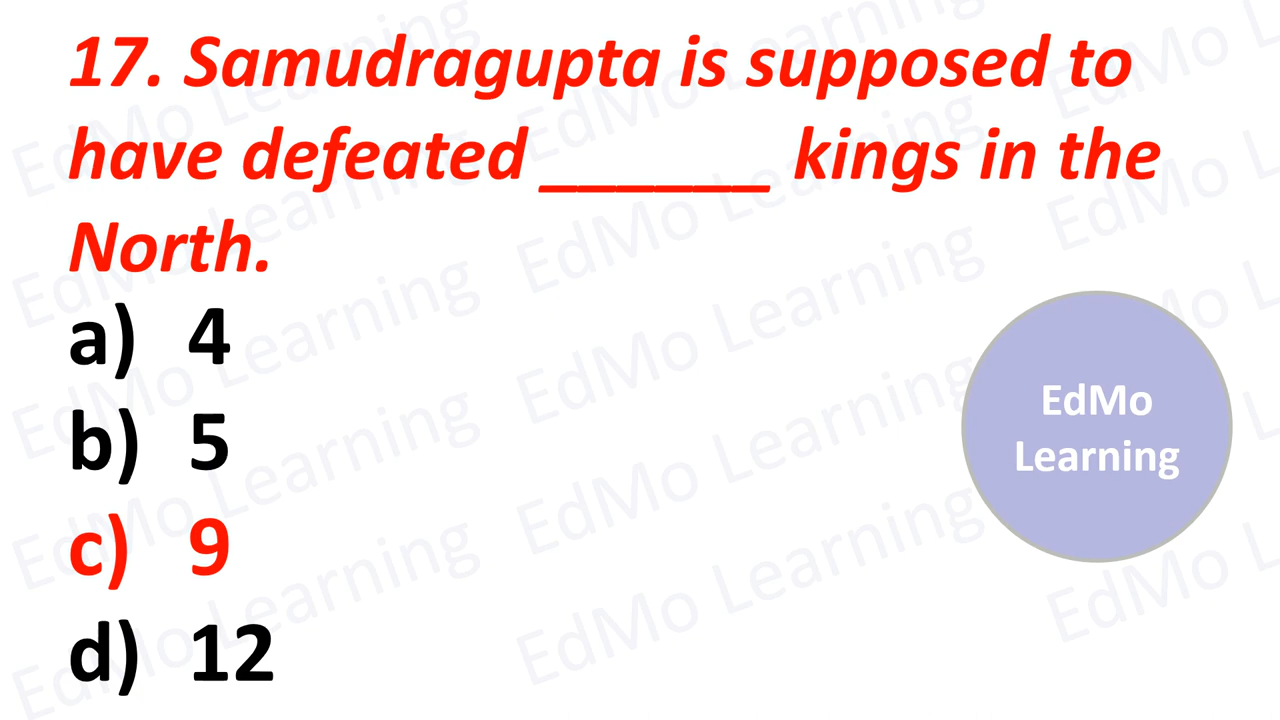 17. Samudragupta is supposed to
have defeated ______ kings in the
North.
a) 4
b) 5
c) 9
d) 12
EdMo
Learning